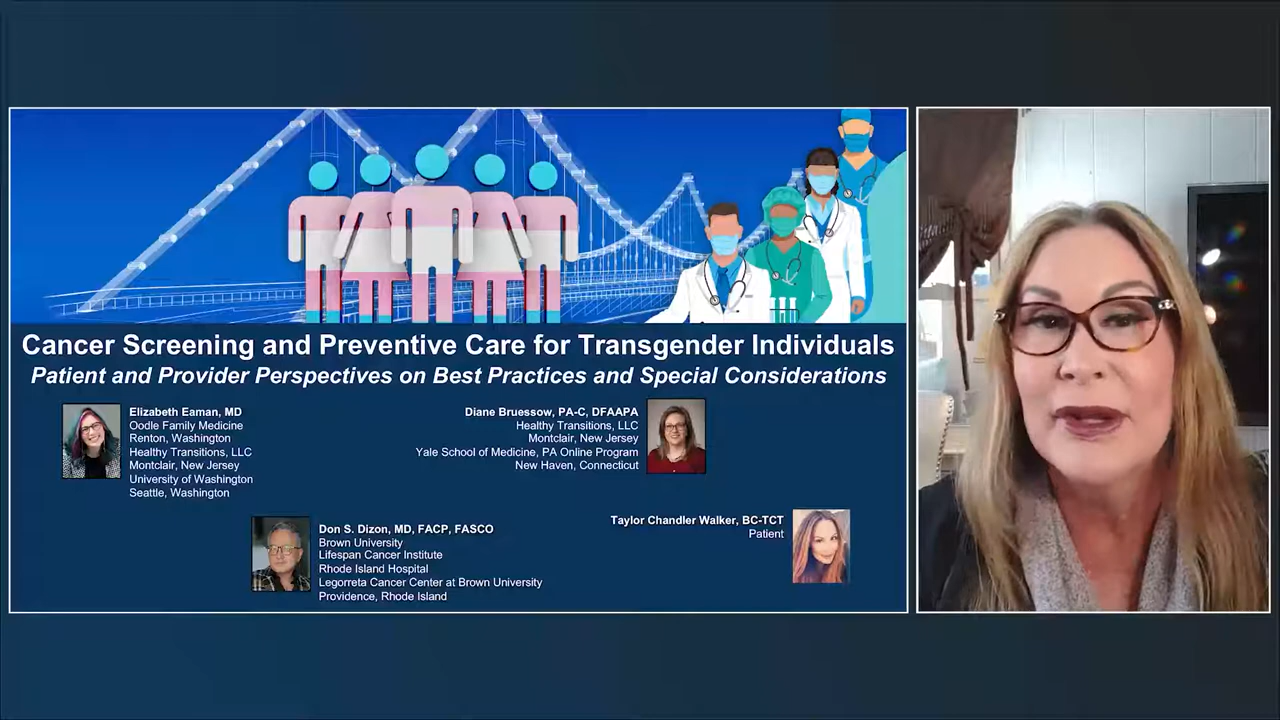 Cancer Screening and Preventive Care for Transgender Individuals
Patient and Provider Perspectives on Best Practices and Special Considerations
Elizabeth Eaman, MD
Oodle Family Medicine
Renton, Washington
Healthy Transitions, LLC
Montclair, New Jersey
University of Washington
Seattle, Washington
Diane Bruessow, PA-C, DFAAPA
Healthy Transitions, LLC
Montclair, New Jersey
Yale School of Medicine, PA Online Program
New Haven, Connecticut
Don S. Dizon, MD, FACP, FASCO
Brown University
Lifespan Cancer Institute
Rhode Island Hospital
Legorreta Cancer Center at Brown University
Providence, Rhode Island
Taylor Chandler Walker, BC-TCT
Patient